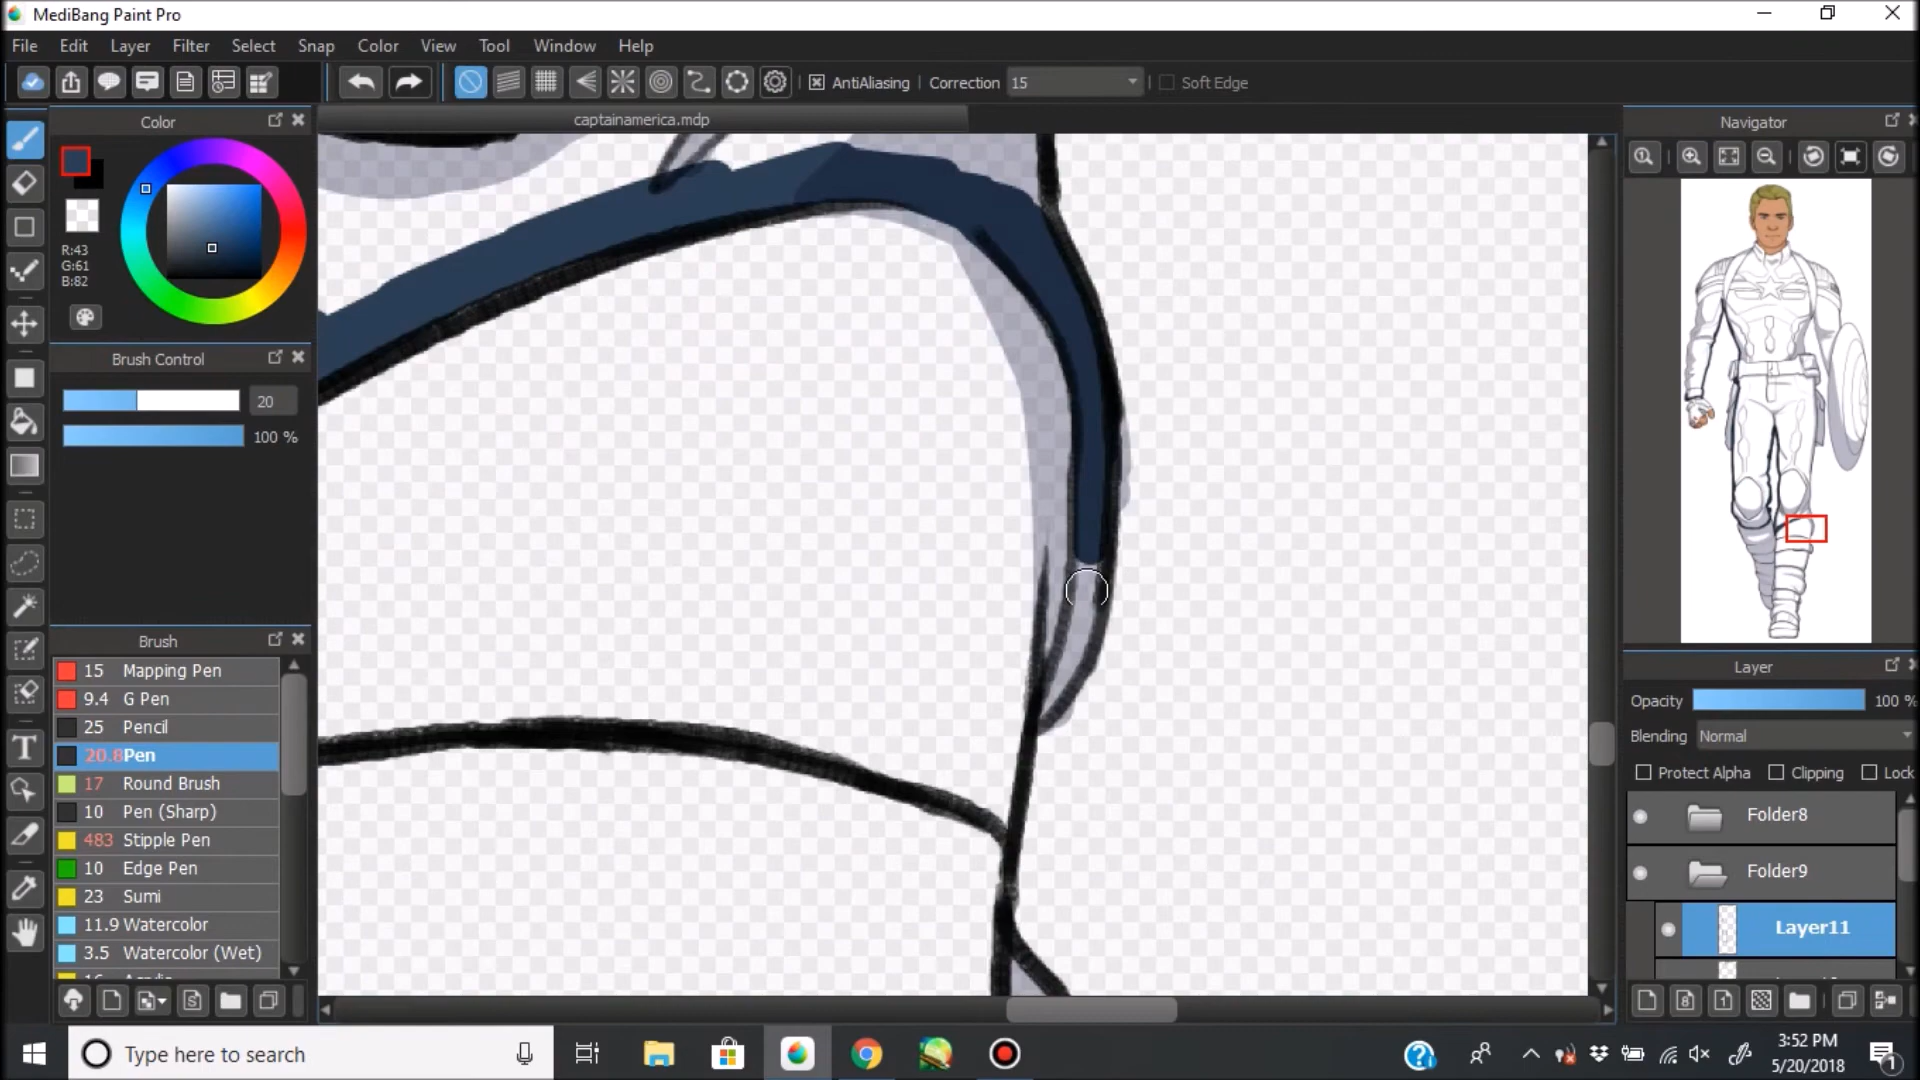 MediBang Paint Pro
File Edit Layer Filter Select Snap Color View Tool Window Help
AntiAliasing Correction 15 Soft Edge
Color
captainamerica.mdp
Navigator
R:43
G:61
B:82
Brush Control
20
100 %
Brush
15 Mapping Pen
9.4 G Pen
25 Pencil
20.8 Pen
17 Round Brush
10 Pen (Sharp)
483 Stipple Pen
10 Edge Pen
23 Sumi
11.9 Watercolor
3.5 Watercolor (Wet)
Layer
Opacity 100 %
Blending Normal
Protect Alpha Clipping Lock
Folder8
Folder9
Layer11
Type here to search
3:52 PM
5/20/2018
1